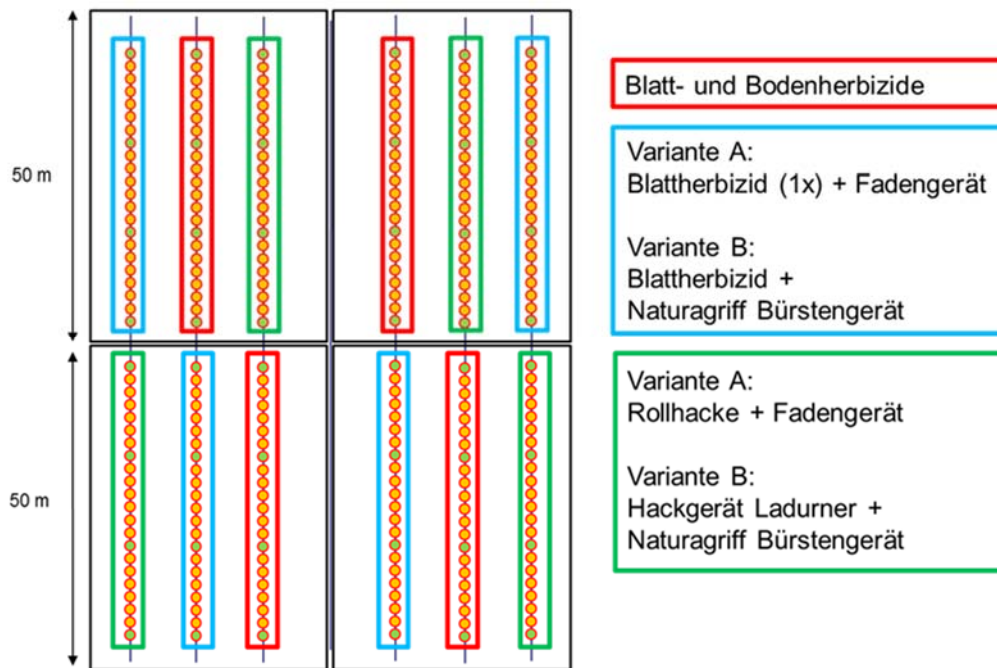 50 m
50 m
Blatt- und Bodenherbizide
Variante A:
Blattherbizid (1x) + Fadengerät
Variante B:
Blattherbizid +
Naturagriff Bürstengerät
Variante A:
Rollhacke + Fadengerät
Variante B:
Hackgerät Ladurner +
Naturagriff Bürstengerät